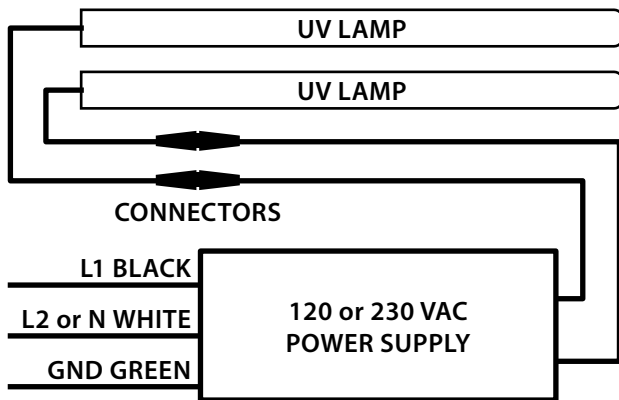 UV LAMP
UV LAMP
CONNECTORS
L1 BLACK
L2 or N WHITE
GND GREEN
120 or 230 VAC
POWER SUPPLY